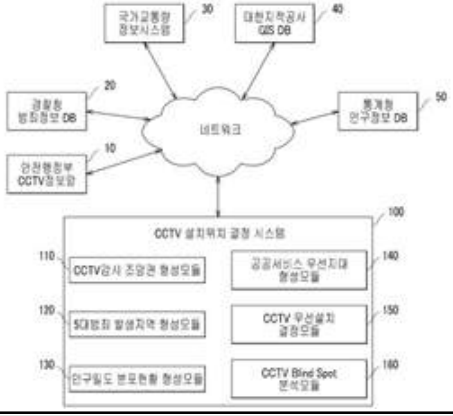 국가교통량
정보시스템
30
대한지적공사
GIS DB
40
경찰청
범죄정보 DB
20
네트워크
통계청
인구정보 DB
50
안전행정부
CCTV정보망
10
CCTV 설치위치 결정 시스템
100
CCTV감시 조망권 형성모듈
110
공공서비스 우선지대
형성모듈
140
5대범죄 발생지역 형성모듈
120
CCTV 우선설치
결정모듈
150
인구밀도 분포현황 형성모듈
130
CCTV Blind Spot
분석모듈
160